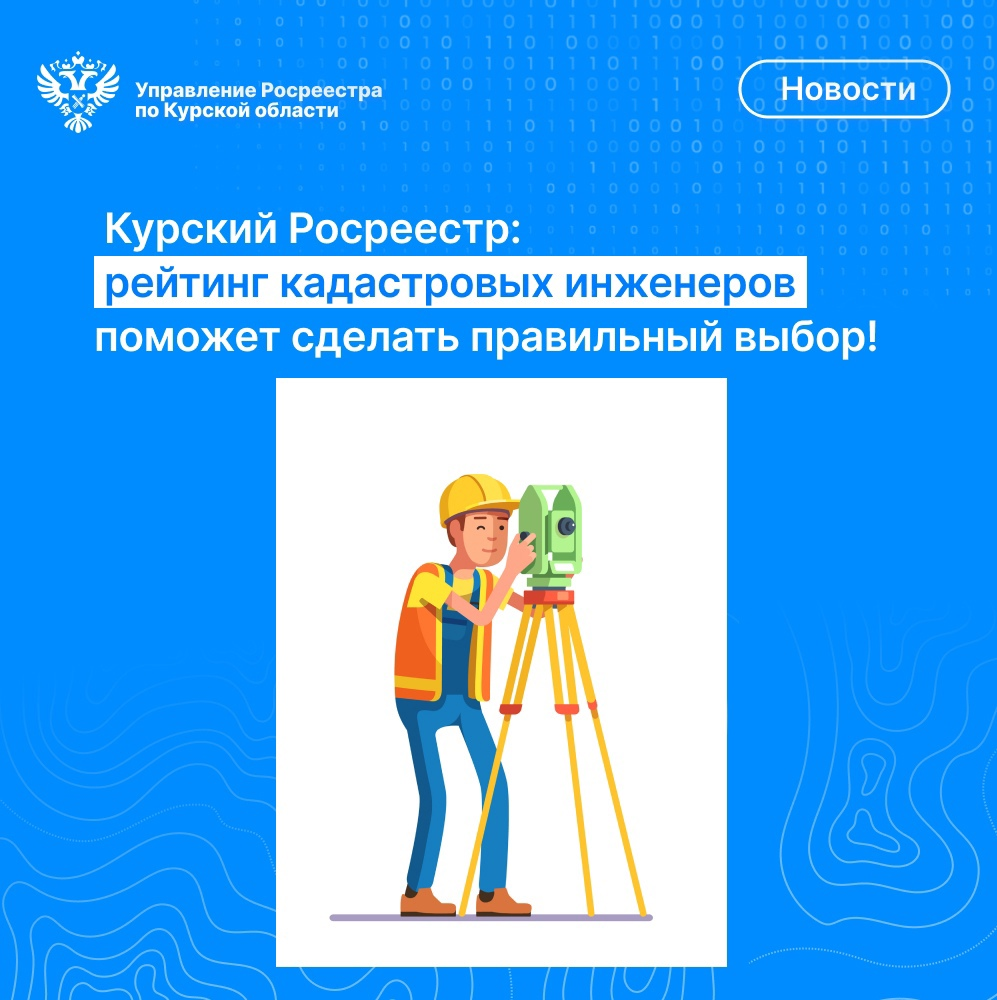 Управление Росреестра
по Курской области
Новости
Курский Росреестр:
рейтинг кадастровых инженеров
поможет сделать правильный выбор!